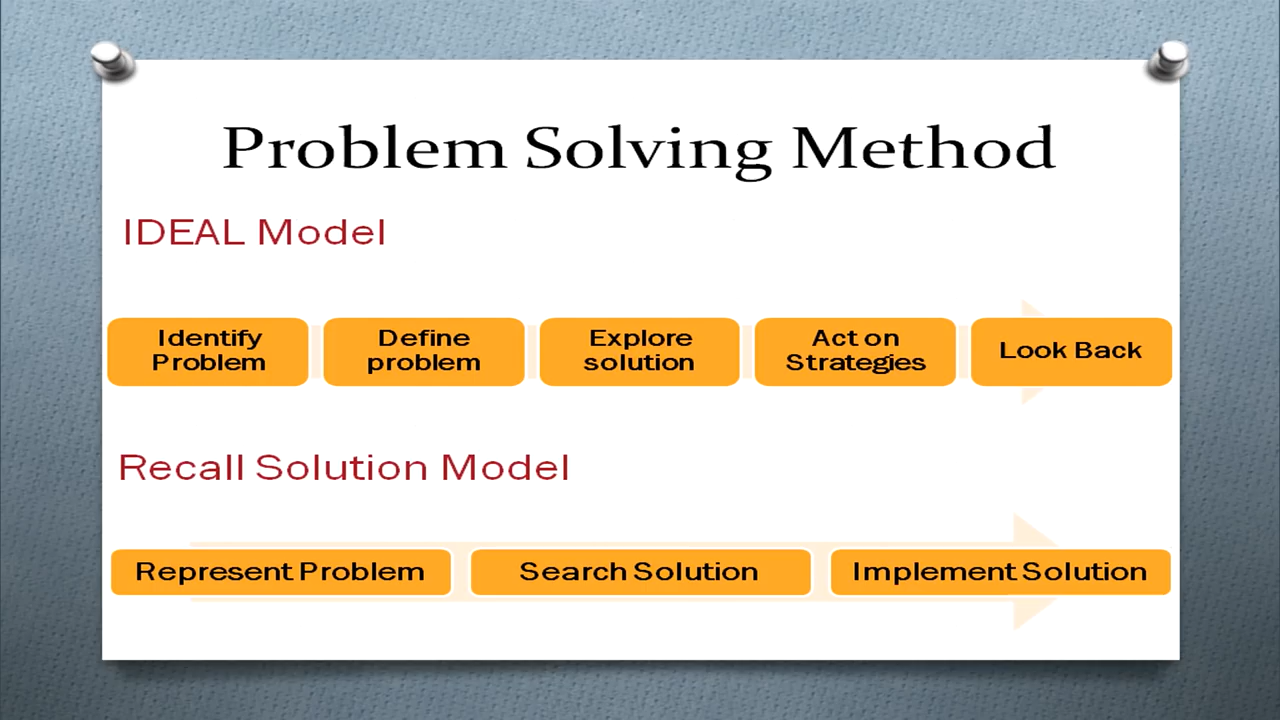 Problem Solving Method
IDEAL Model
Identify
Problem
Define
problem
Explore
solution
Act on
Strategies
Look Back
Recall Solution Model
Represent Problem
Search Solution
Implement Solution